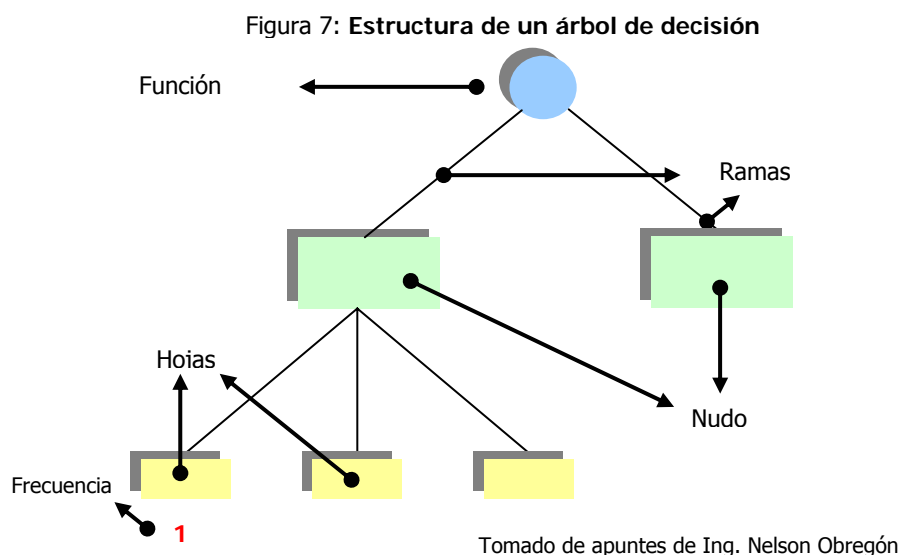 Figura 7: Estructura de un árbol de decisión
Función
Ramas
Hojas
Nudo
Frecuencia
1
Tomado de apuntes de Ing. Nelson Obregón